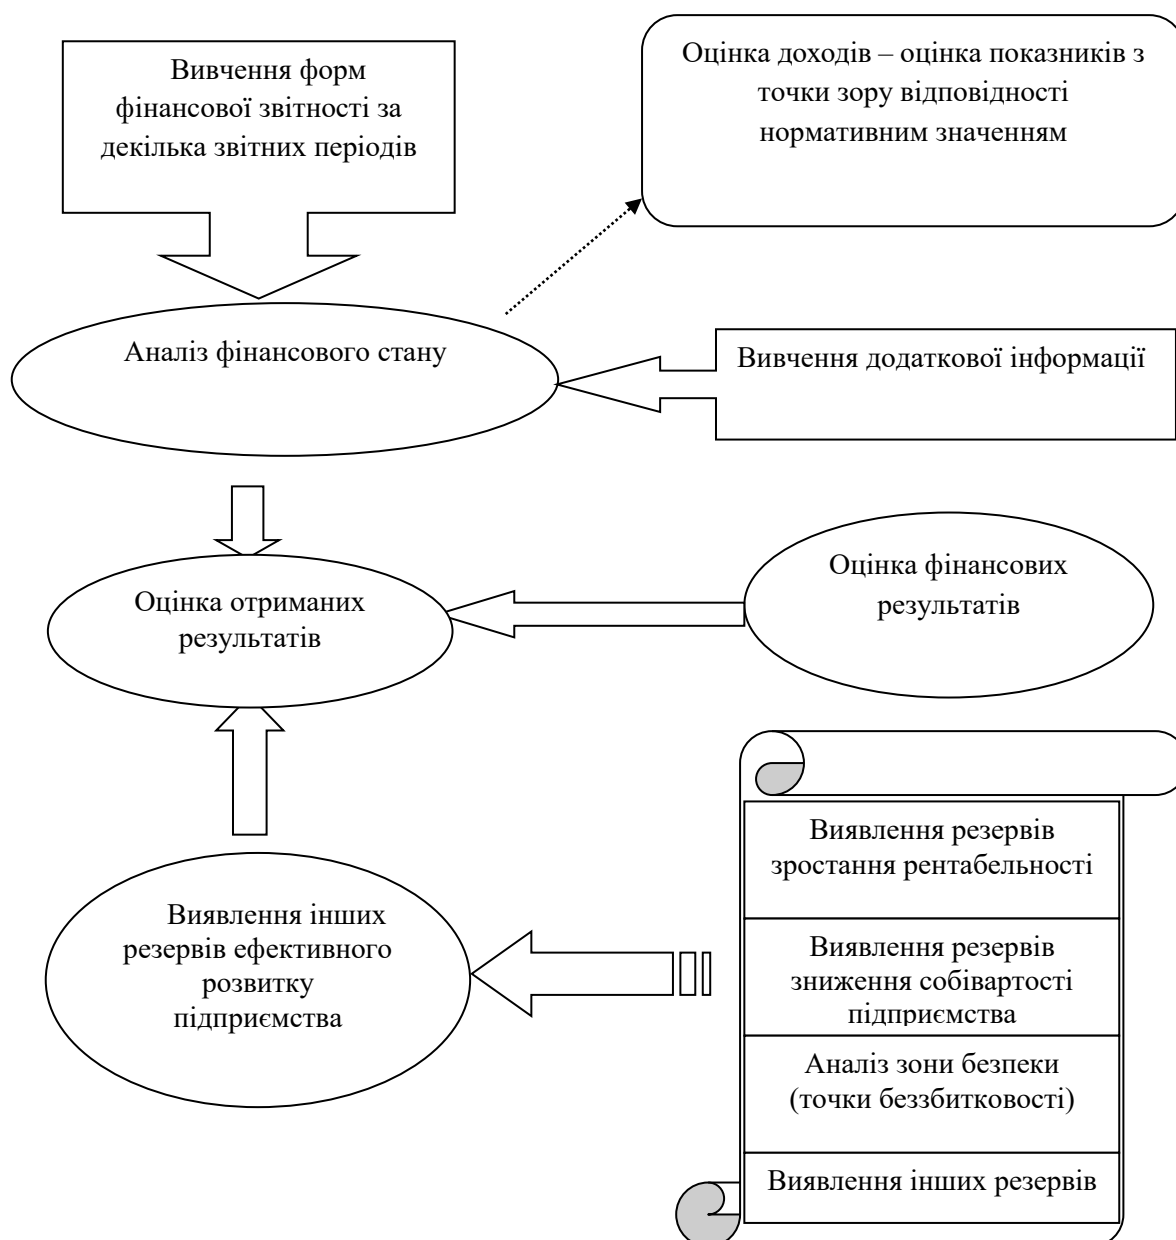 Вивчення форм
фінансової звітності за
декілька звітних періодів
Оцінка доходів – оцінка показників з
точки зору відповідності
нормативним значенням
Аналіз фінансового стану
Вивчення додаткової інформації
Оцінка отриманих
результатів
Оцінка фінансових
результатів
Виявлення інших
резервів ефективного
розвитку
підприємства
Виявлення резервів
зростання рентабельності
Виявлення резервів
зниження собівартості
підприємства
Аналіз зони безпеки
(точки беззбитковості)
Виявлення інших резервів